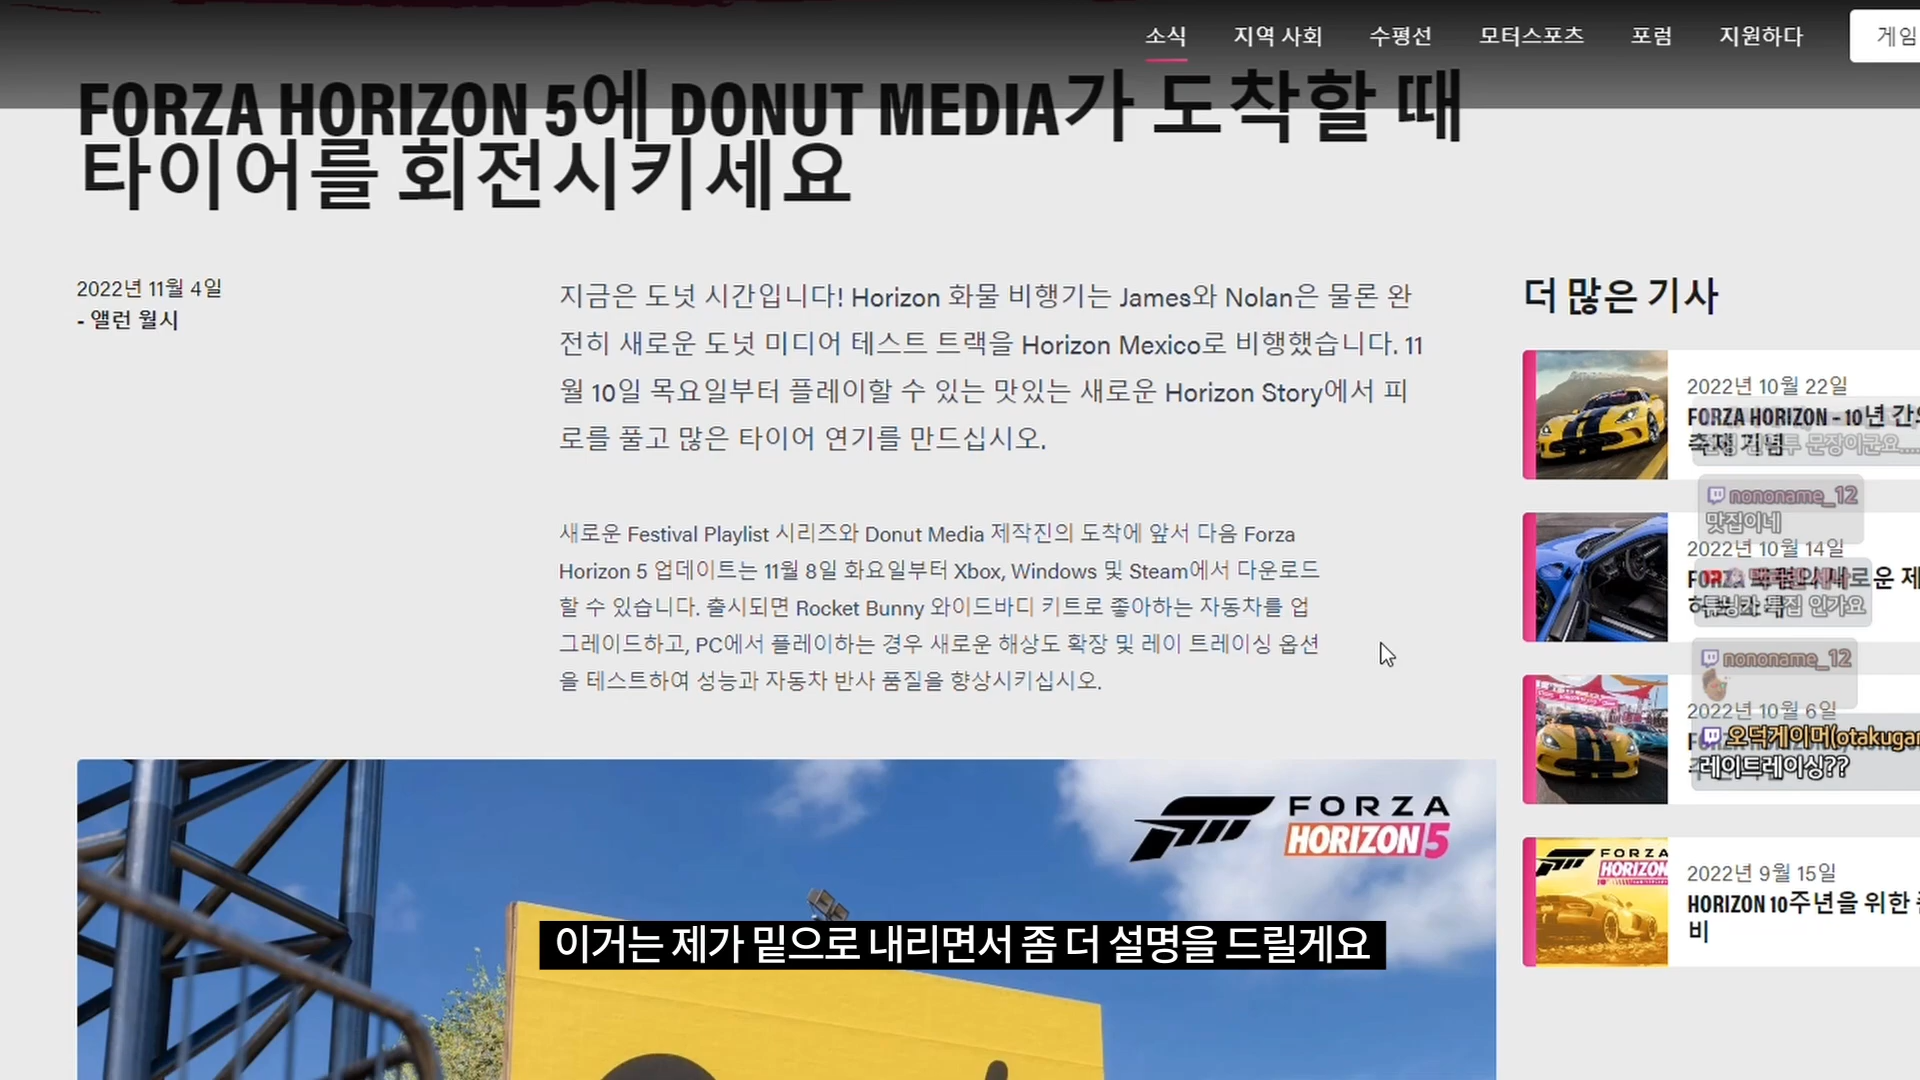 소식 지역 사회 수평선 모터스포츠 포럼 지원하다 게임
FORZA HORIZON 5에 DONUT MEDIA가 도착할 때
타이어를 회전시키세요
2022년 11월 4일
- 앨런 월시
지금은 도넛 시간입니다! Horizon 화물 비행기는 James와 Nolan은 물론 완
전히 새로운 도넛 미디어 테스트 트랙을 Horizon Mexico로 비행했습니다. 11
월 10일 목요일부터 플레이할 수 있는 맛있는 새로운 Horizon Story에서 피
로를 풀고 많은 타이어 연기를 만드십시오.
새로운 Festival Playlist 시리즈와 Donut Media 제작진의 도착에 앞서 다음 Forza
Horizon 5 업데이트는 11월 8일 화요일부터 Xbox, Windows 및 Steam에서 다운로드
할 수 있습니다. 출시되면 Rocket Bunny 와이드바디 키트로 좋아하는 자동차를 업
그레이드하고, PC에서 플레이하는 경우 새로운 해상도 확장 및 레이 트레이싱 옵션
을 테스트하여 성능과 자동차 반사 품질을 향상시키십시오.
더 많은 기사
2022년 10월 22일
FORZA HORIZON - 10년 간의
축제 기념
문장이군요....
nononame_12
맛집이네
2022년 10월 14일
특집 인가요
nononame_12
2022년 10월 6일
오덕게이머(otakugam
레이트레이싱??
FORZA
HORIZON
2022년 9월 15일
HORIZON 10주년을 위한 준
비
FORZA
HORIZON 5
이거는 제가 밑으로 내리면서 좀 더 설명을 드릴게요